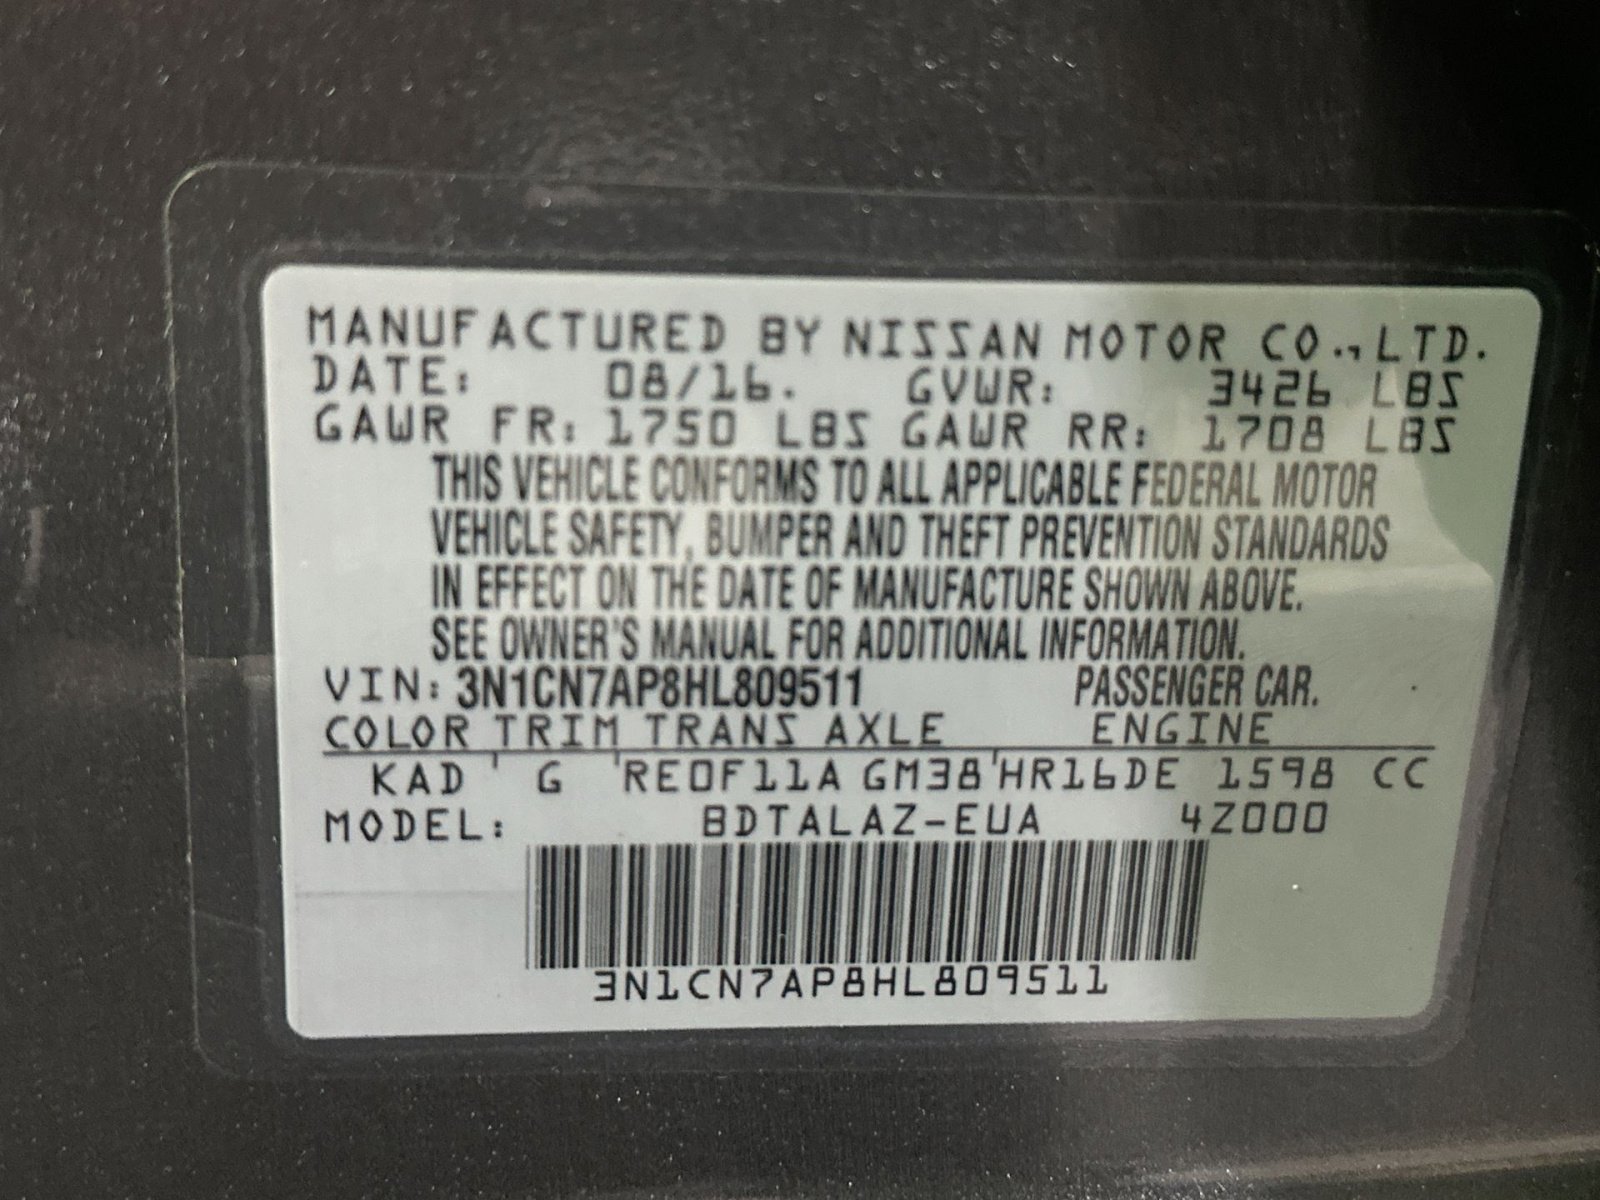 MANUFACTURED BY NISSAN MOTOR CO.,LTD.
DATE: 08/16. GVWR: 3426 LBS
GAWR FR: 1750 LBS GAWR RR: 1708 LBS
THIS VEHICLE CONFORMS TO ALL APPLICABLE FEDERAL MOTOR
VEHICLE SAFETY, BUMPER AND THEFT PREVENTION STANDARDS
IN EFFECT ON THE DATE OF MANUFACTURE SHOWN ABOVE.
SEE OWNER'S MANUAL FOR ADDITIONAL INFORMATION.
VIN: 3N1CN7AP8HL809511 PASSENGER CAR.
COLOR TRIM TRANS AXLE ENGINE
KAD G RE0F11A GM38 HR16DE 1598 CC
MODEL: BDTALAZ-EUA 4Z000
3N1CN7AP8HL809511